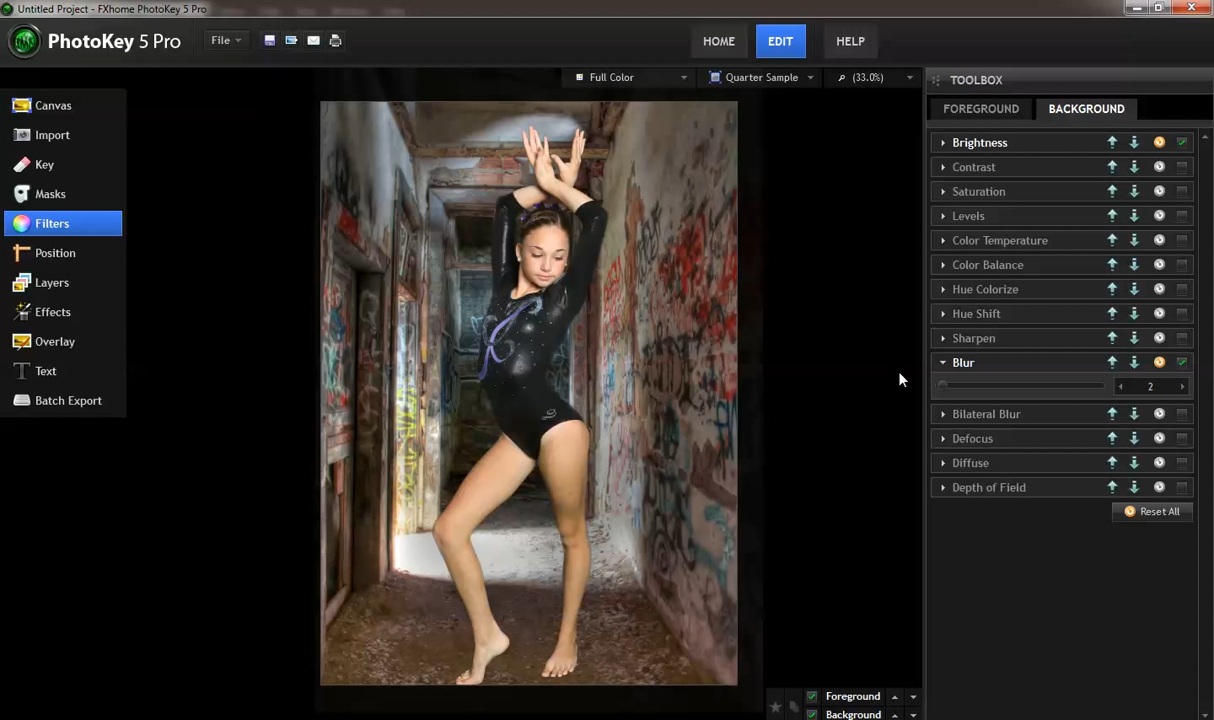 Untitled Project - FXhome PhotoKey 5 Pro
PhotoKey 5 Pro
File
HOME
EDIT
HELP
Full Color
Quarter Sample
(33.0%)
TOOLBOX
FOREGROUND
BACKGROUND
Canvas
Import
Key
Masks
Filters
Position
Layers
Effects
Overlay
Text
Batch Export
Brightness
Contrast
Saturation
Levels
Color Temperature
Color Balance
Hue Colorize
Hue Shift
Sharpen
Blur
2
Bilateral Blur
Defocus
Diffuse
Depth of Field
Reset All
Foreground
Background